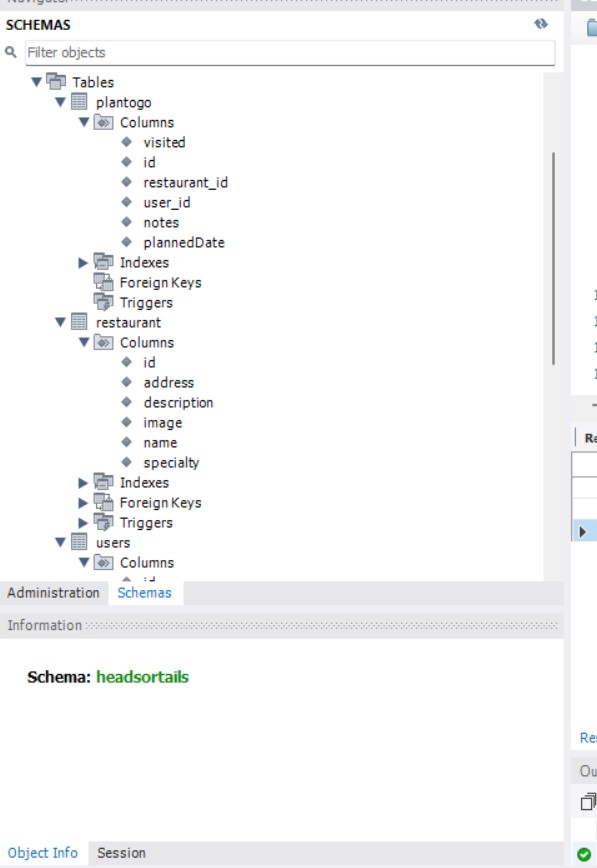 Navigator
SCHEMAS
Filter objects
Tables
plantogo
Columns
visited
id
restaurant_id
user_id
notes
plannedDate
Indexes
Foreign Keys
Triggers
restaurant
Columns
id
address
description
image
name
specialty
Indexes
Foreign Keys
Triggers
users
Columns
id
Administration Schemas
Information
Schema: headsortails
Object Info Session